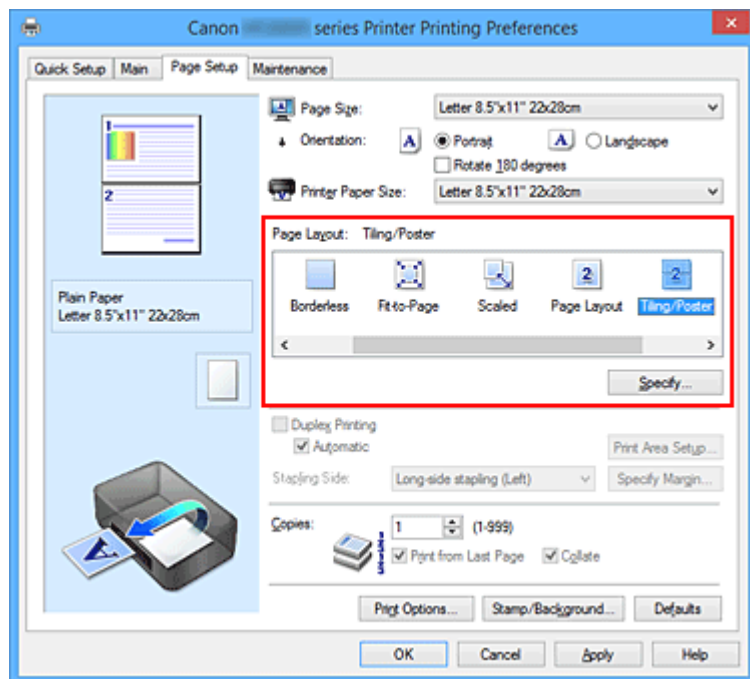 Canon series Printer Printing Preferences
Quick Setup Main Page Setup Maintenance
1
2
Plain Paper
Letter 8.5"x11" 22x28cm
A
Page Size: Letter 8.5"x11" 22x28cm
Orientation: A Portrait A Landscape
Rotate 180 degrees
Printer Paper Size: Letter 8.5"x11" 22x28cm
Page Layout: Tiling/Poster
2 2
Borderless Fit-to-Page Scaled Page Layout Tiling/Poster
Specify...
Duplex Printing
Automatic Print Area Setup...
Stapling Side: Long-side stapling (Left) Specify Margin...
Copies: 1 (1-999)
Print from Last Page Collate
Print Options... Stamp/Background... Defaults
OK Cancel Apply Help